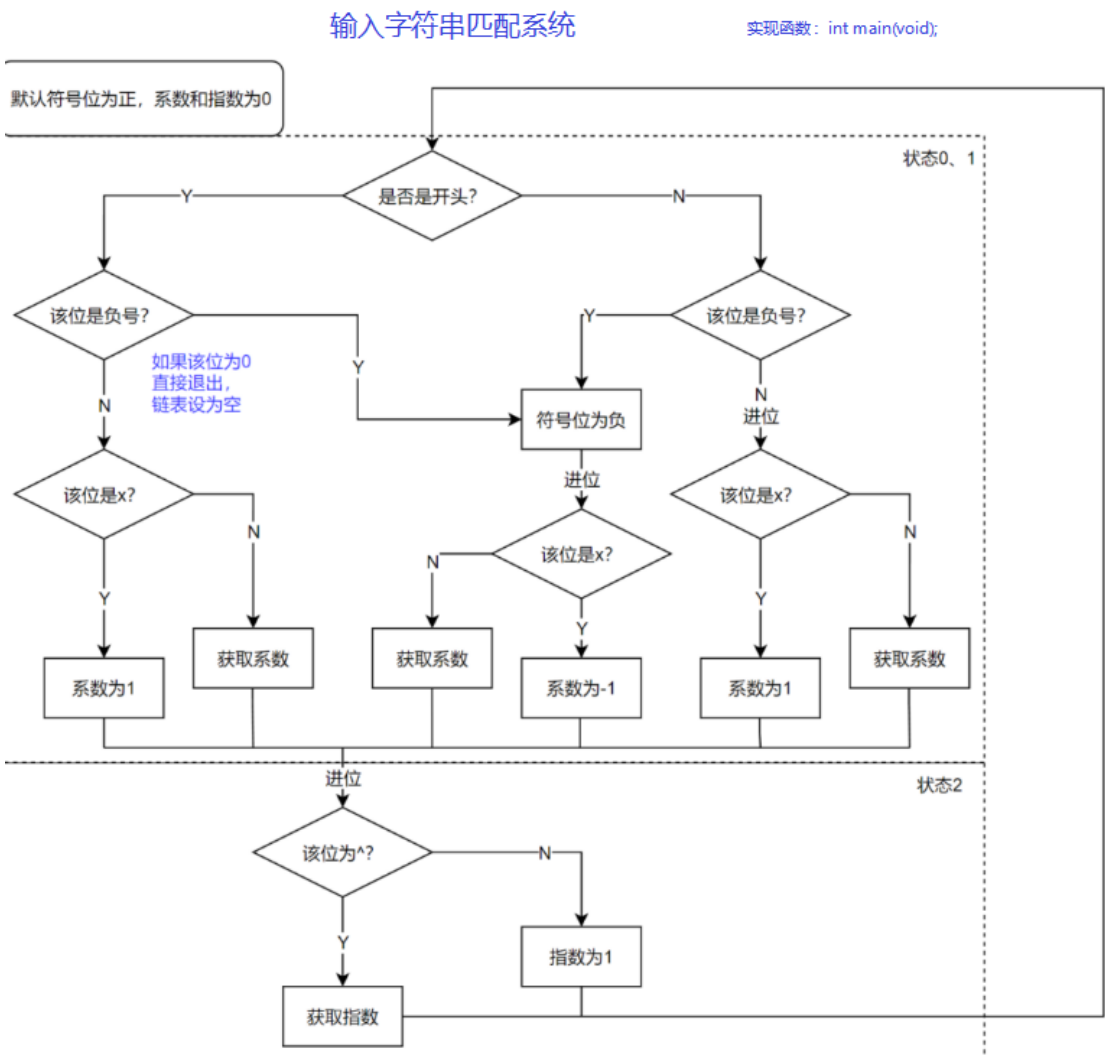 输入字符串匹配系统
实现函数：int main(void);
默认符号位为正，系数和指数为0
状态0、1
是否是开头？
Y
N
该位是负号？
该位是负号？
Y
Y
如果该位为0
直接退出，
链表设为空
N
符号位为负
N
进位
进位
该位是x？
该位是x？
该位是x？
N
N
N
Y
Y
Y
获取系数
获取系数
获取系数
系数为1
系数为-1
系数为1
进位
状态2
该位为^？
N
Y
指数为1
获取指数